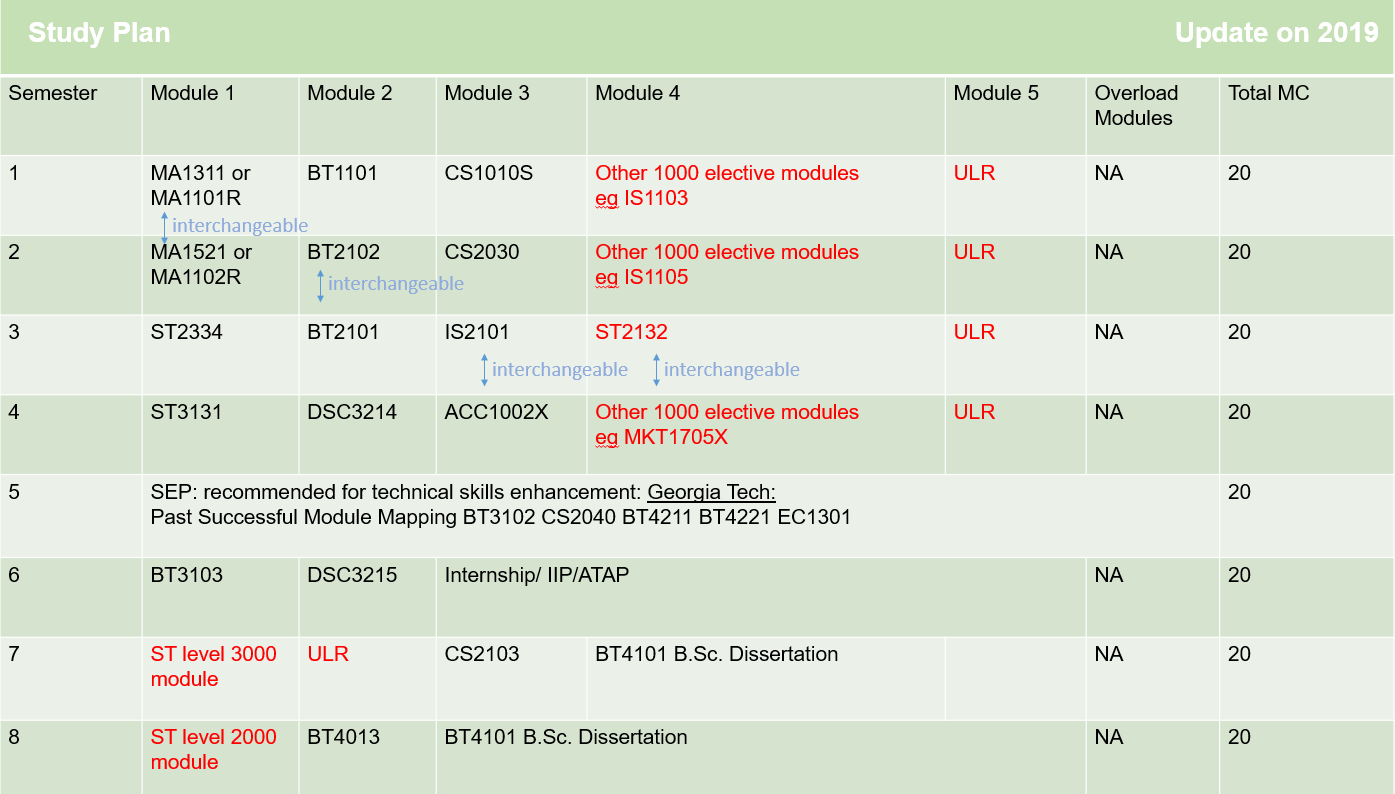 Study Plan
Update on 2019
Semester
Module 1
Module 2
Module 3
Module 4
Module 5
Overload
Modules
Total MC
1
MA1311 or
MA1101R
BT1101
CS1010S
Other 1000 elective modules
eg IS1103
ULR
NA
20
interchangeable
2
MA1521 or
MA1102R
BT2102
CS2030
Other 1000 elective modules
eg IS1105
ULR
NA
20
interchangeable
3
ST2334
BT2101
IS2101
ST2132
ULR
NA
20
interchangeable
interchangeable
4
ST3131
DSC3214
ACC1002X
Other 1000 elective modules
eg MKT1705X
ULR
NA
20
5
SEP: recommended for technical skills enhancement: Georgia Tech:
Past Successful Module Mapping BT3102 CS2040 BT4211 BT4221 EC1301
20
6
BT3103
DSC3215
Internship/ IIP/ATAP
NA
20
7
ST level 3000
module
ULR
CS2103
BT4101 B.Sc. Dissertation
NA
20
8
ST level 2000
module
BT4013
BT4101 B.Sc. Dissertation
NA
20